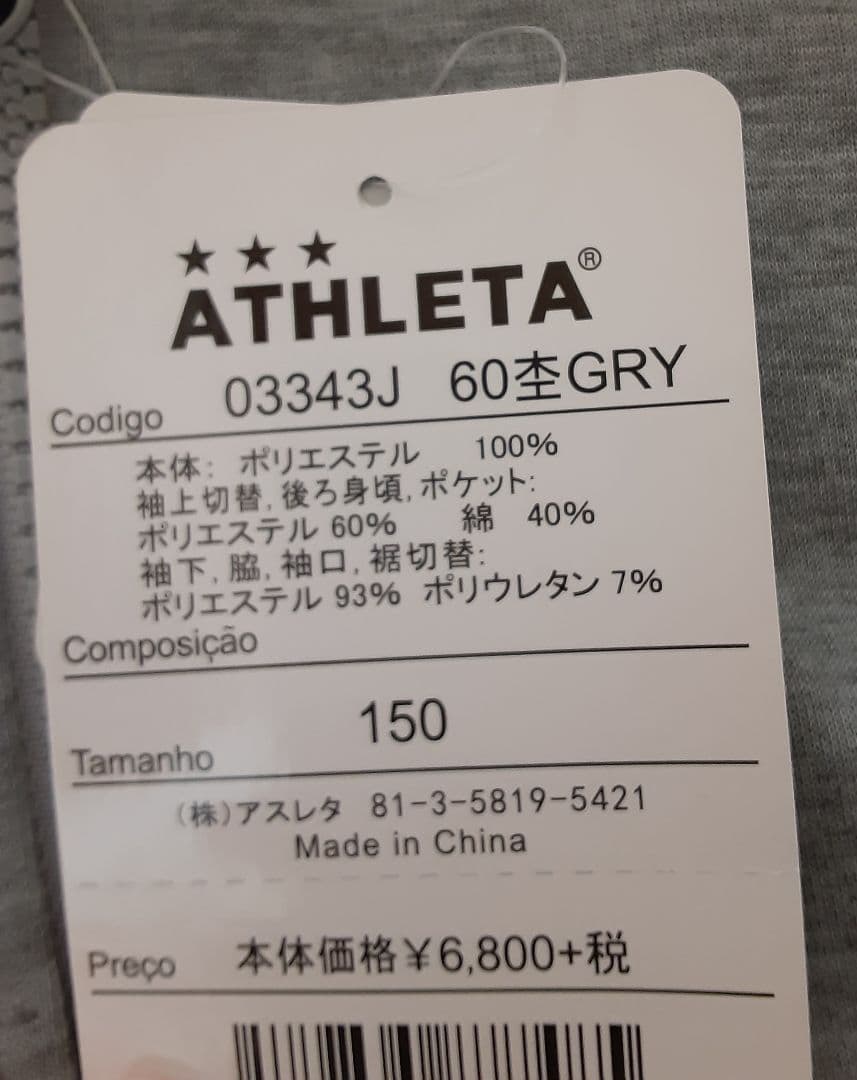 ★★★
ATHLETA®
Codigo 03343J 60杢GRY
本体: ポリエステル 100%
袖上切替,後ろ身頃,ポケット:
ポリエステル 60% 綿 40%
袖下,脇,袖口,裾切替:
ポリエステル 93% ポリウレタン 7%
Composição
Tamanho 150
(株)アスレタ 81-3-5819-5421
Made in China
Preço 本体価格¥6,800+税